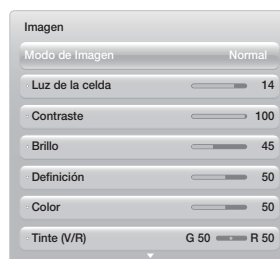 Imagen
Modo de Imagen Normal
Luz de la celda 14
Contraste 100
Brillo 45
Definición 50
Color 50
Tinte (V/R) G 50 R 50